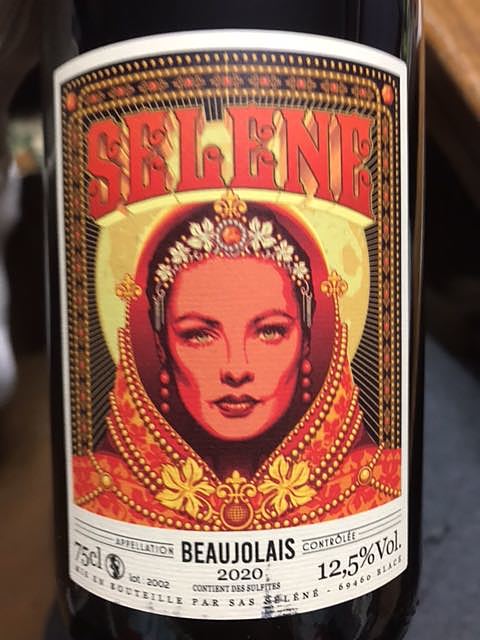 SELENE
APPELLATION BEAUJOLAIS CONTRÔLÉE
75cl lot : 2002 2020 12,5%Vol.
CONTIENT DES SULFITES
MIS EN BOUTEILLE PAR SAS SÉLÉNÉ - 69460 BLACÉ